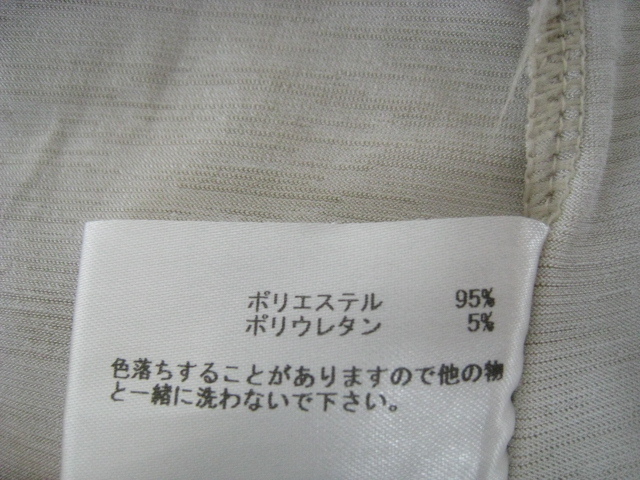 ポリエステル 95%
ポリウレタン 5%
色落ちすることがありますので他の物
と一緒に洗わないで下さい。